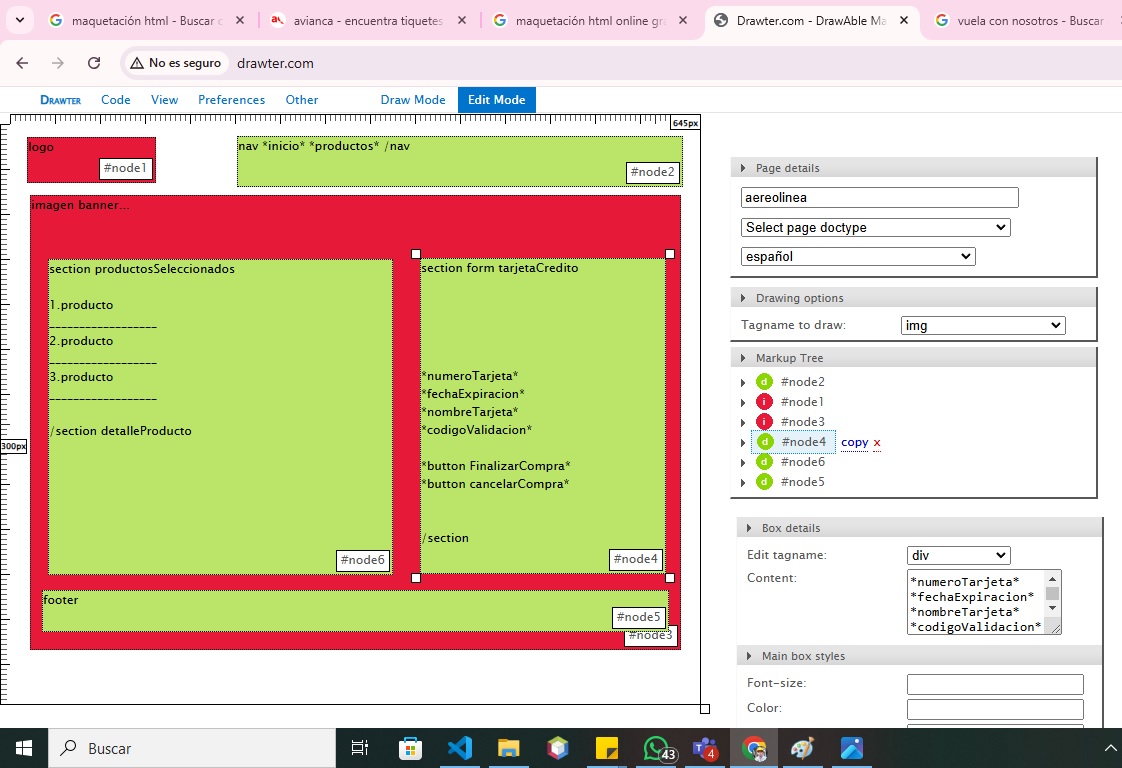 maquetación html - Buscar c
avianca - encuentra tiquetes
maquetación html online gra
Drawter.com - DrawAble Ma
vuela con nosotros - Buscar
No es seguro
drawter.com
DRAWTER
Code
View
Preferences
Other
Draw Mode
Edit Mode
645px
logo
#node1
nav *inicio* *productos* /nav
#node2
imagen banner...
section productosSeleccionados
1.producto
__________________
2.producto
__________________
3.producto
__________________
/section detalleProducto
#node6
section form tarjetaCredito
*numeroTarjeta*
*fechaExpiracion*
*nombreTarjeta*
*codigoValidacion*
*button FinalizarCompra*
*button cancelarCompra*
/section
#node4
300px
footer
#node5
#node3
Page details
aereolinea
Select page doctype
español
Drawing options
Tagname to draw:
img
Markup Tree
d #node2
i #node1
i #node3
d #node4 copy x
d #node6
d #node5
Box details
Edit tagname:
div
Content:
*numeroTarjeta*
*fechaExpiracion*
*nombreTarjeta*
*codigoValidacion*
Main box styles
Font-size:
Color:
Buscar
43
4